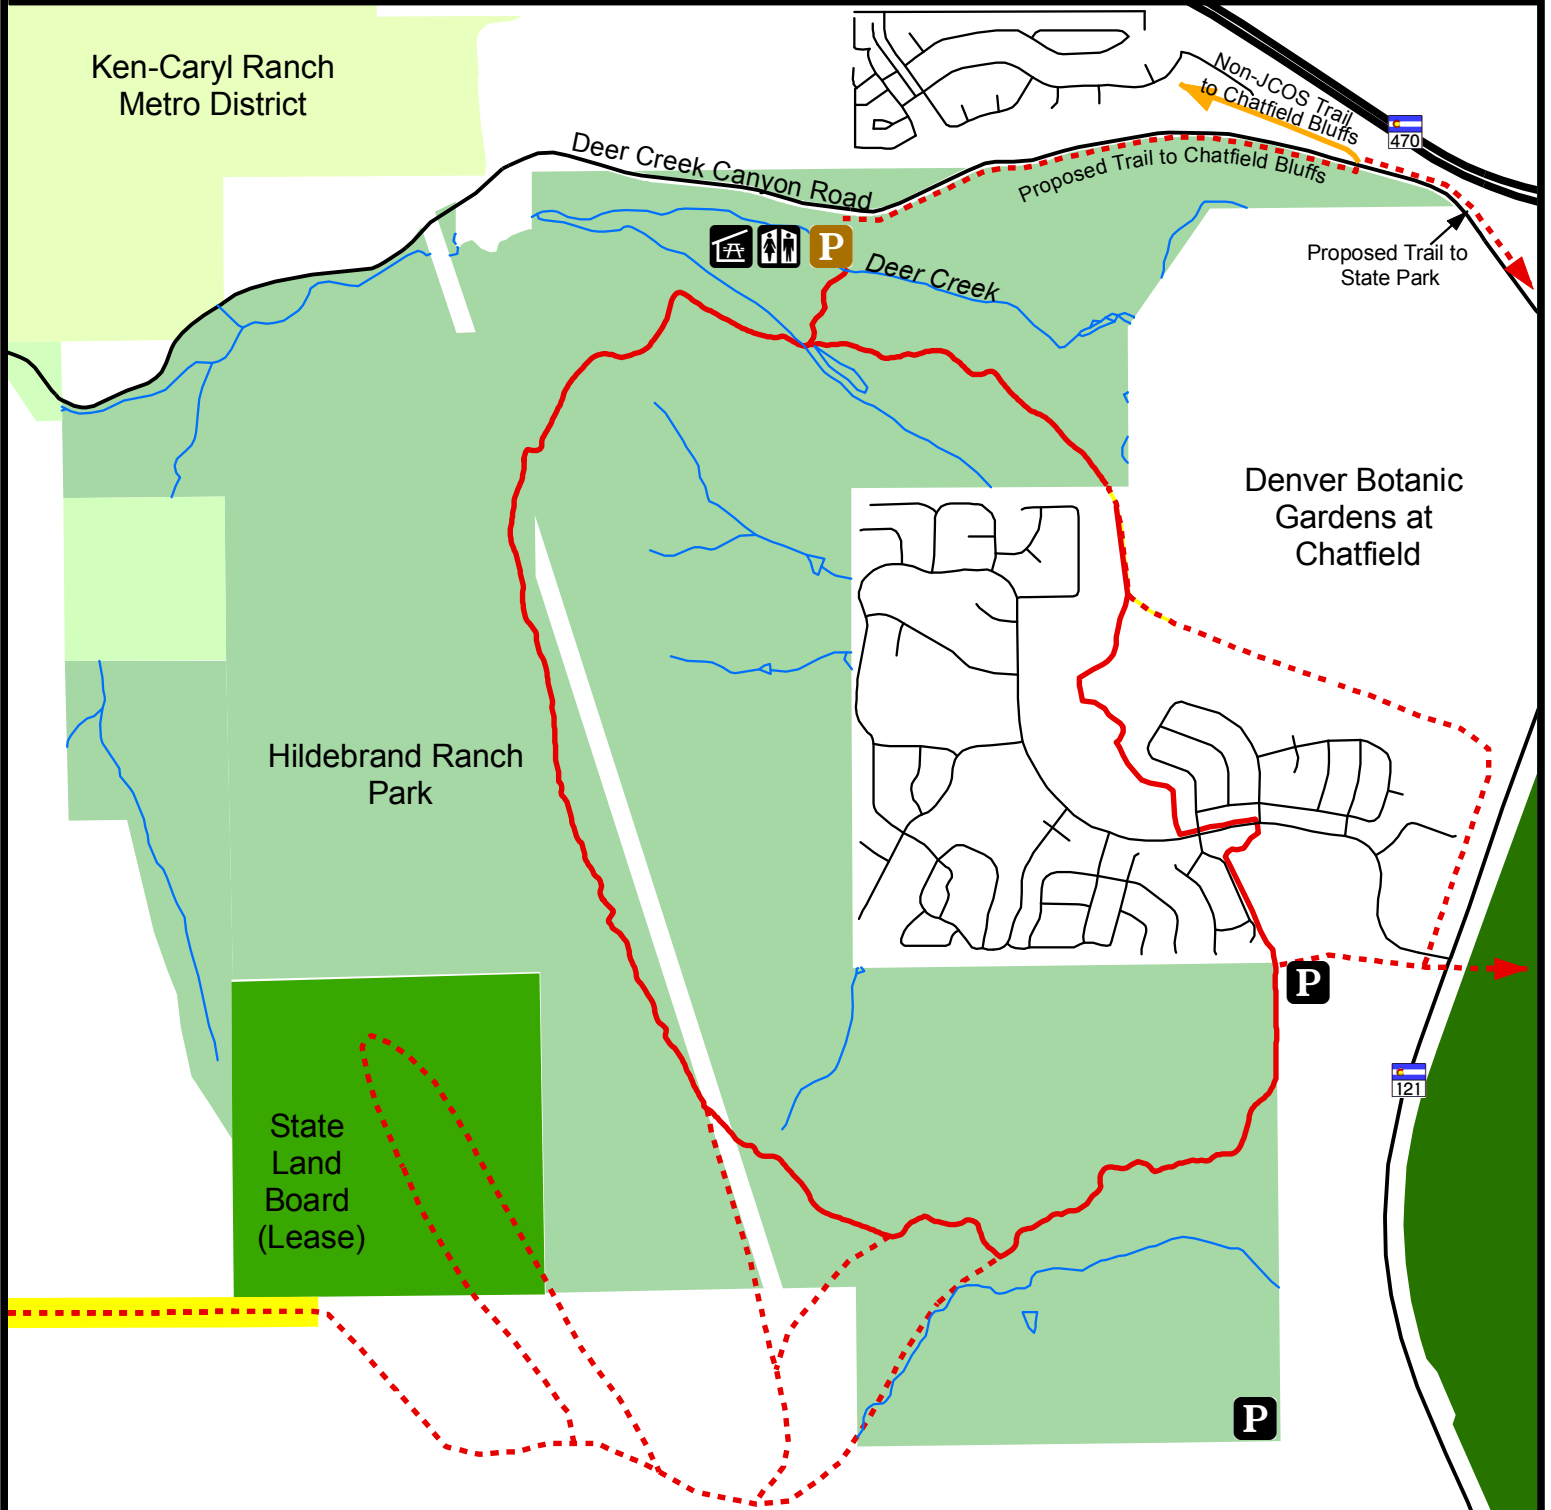 Ken-Caryl Ranch
Metro District
Deer Creek Canyon Road
Non-JCOS Trail
to Chatfield Bluffs
470
Proposed Trail to Chatfield Bluffs
Proposed Trail to
State Park
P
Deer Creek
Denver Botanic
Gardens at
Chatfield
Hildebrand Ranch
Park
P
121
State
Land
Board
(Lease)
P